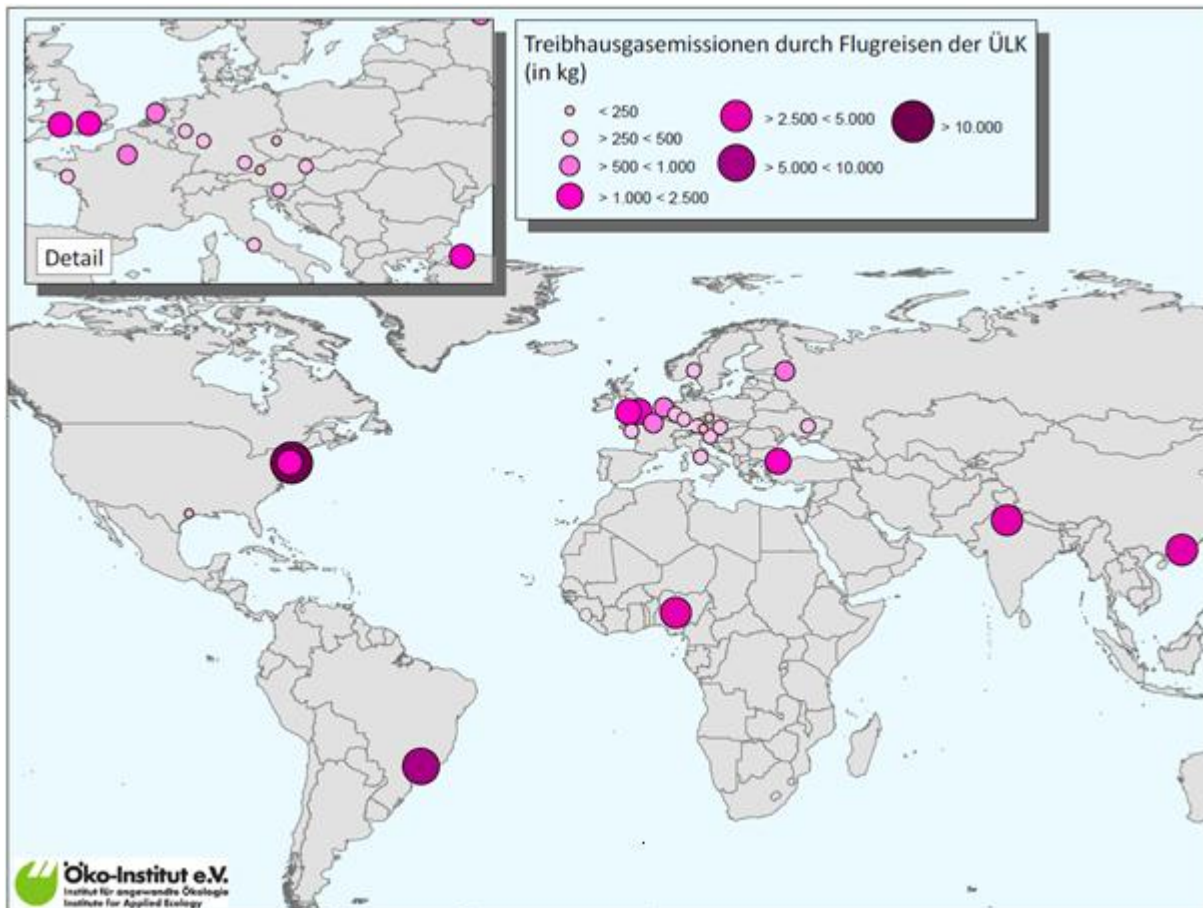 Treibhausgasemissionen durch Flugreisen der ÜLK
(in kg)
< 250
> 250 < 500
> 500 < 1.000
> 1.000 < 2.500
> 2.500 < 5.000
> 5.000 < 10.000
> 10.000
Detail
Öko-Institut e.V.
Institut für angewandte Ökologie
Institute for Applied Ecology